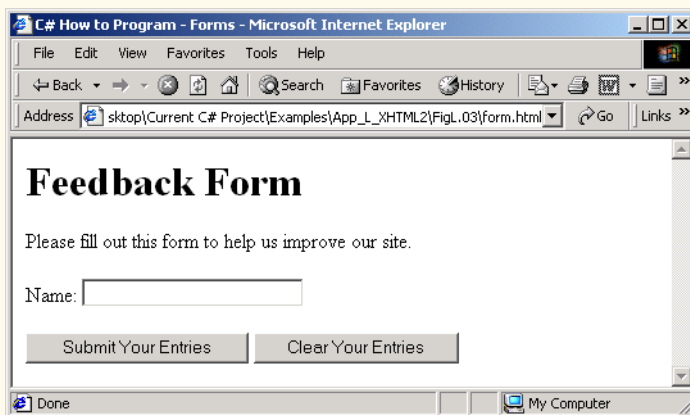 C# How to Program - Forms - Microsoft Internet Explorer
File Edit View Favorites Tools Help
Back Search Favorites History »
Address sktop\Current C# Project\Examples\App_L_XHTML2\FigL.03\form.html Go Links »
Feedback Form
Please fill out this form to help us improve our site.
Name:
Submit Your Entries Clear Your Entries
Done My Computer